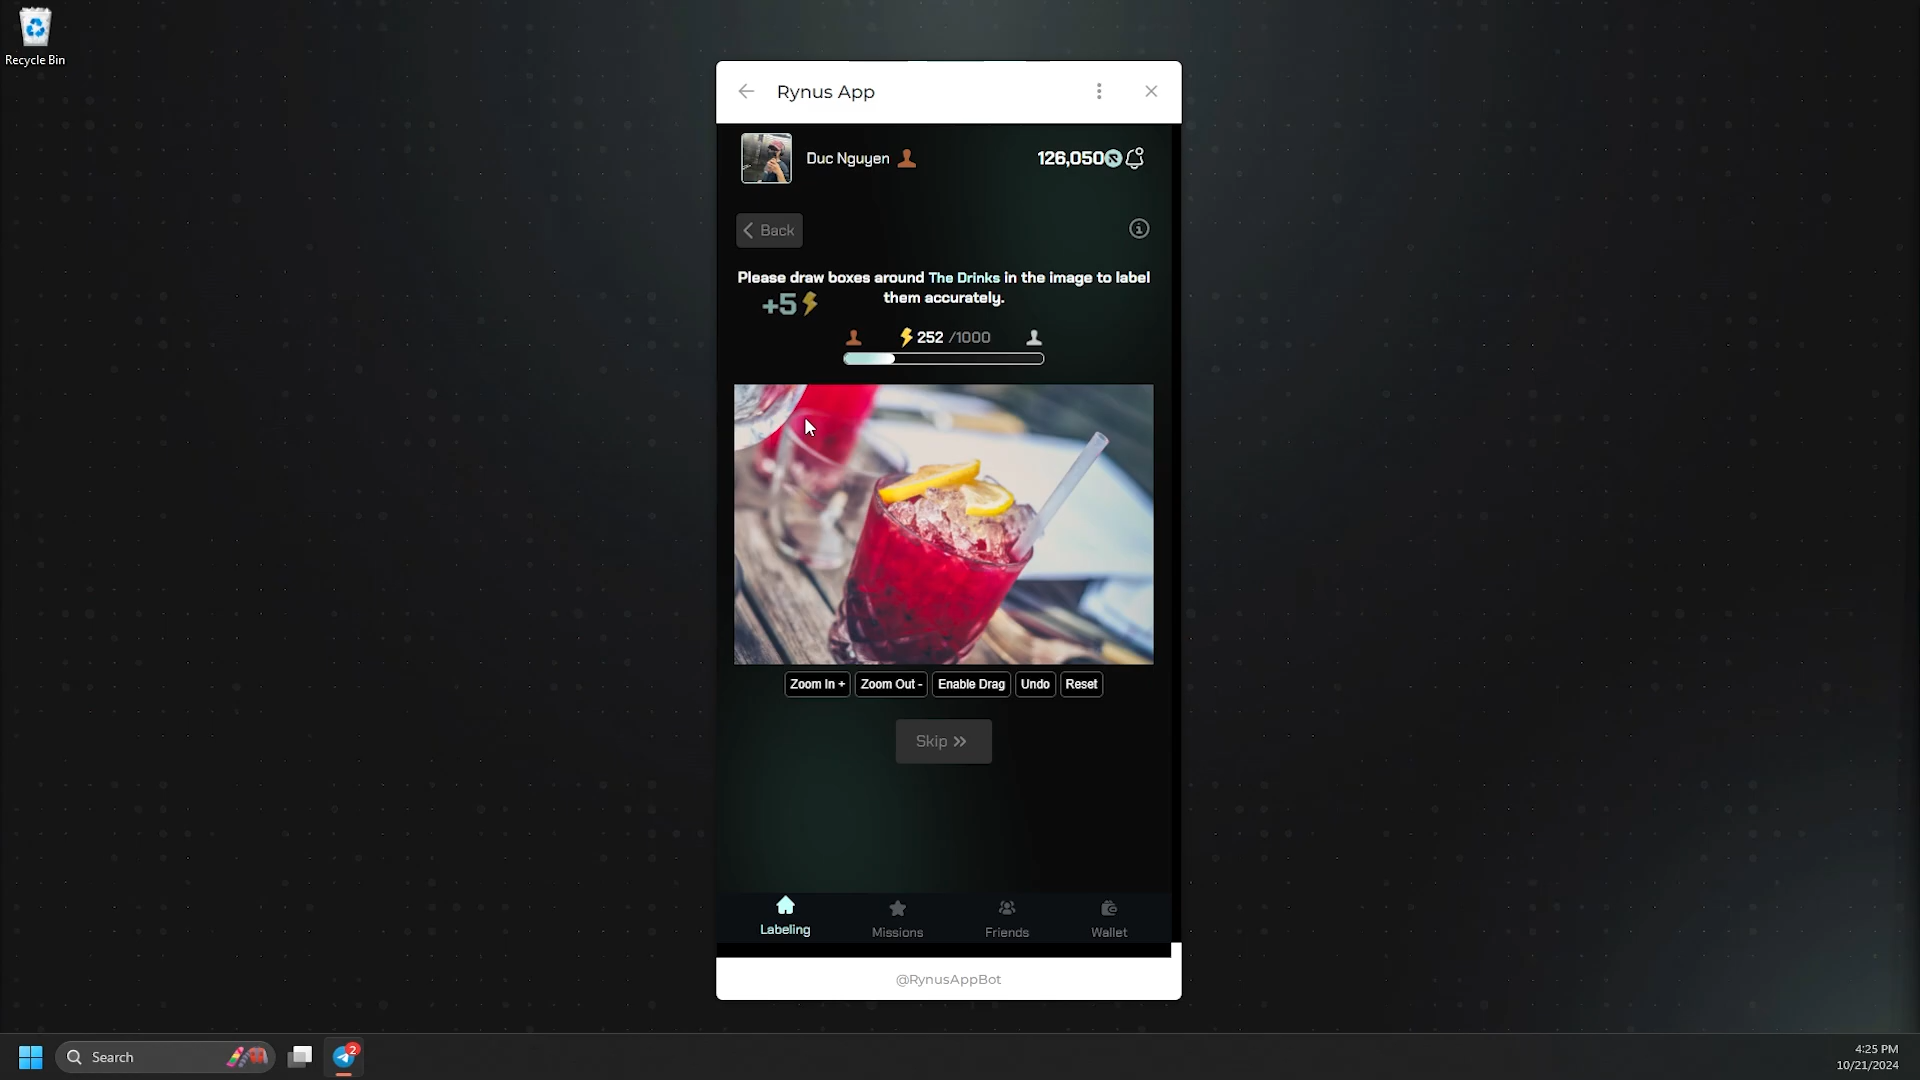 Recycle Bin
Rynus App
Duc Nguyen
126,050
Back
Please draw boxes around The Drinks in the image to label
them accurately.
+5
252 /1000
Zoom In +
Zoom Out -
Enable Drag
Undo
Reset
Skip
Labeling
Missions
Friends
Wallet
@RynusAppBot
Search
2
4:25 PM
10/21/2024